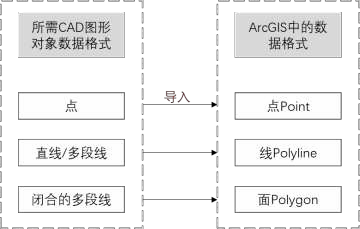 所需CAD图形
对象数据格式
ArcGIS中的数
据格式
点
导入
点Point
直线/多段线
线Polyline
闭合的多段线
面Polygon